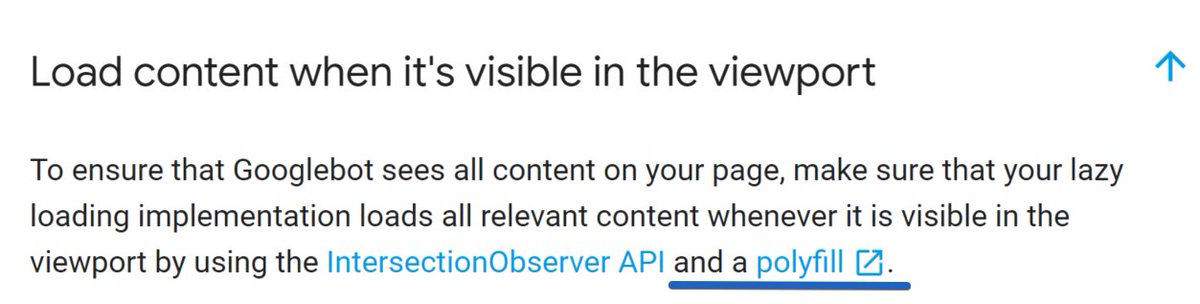 Load content when it's visible in the viewport
To ensure that Googlebot sees all content on your page, make sure that your lazy
loading implementation loads all relevant content whenever it is visible in the
viewport by using the IntersectionObserver API and a polyfill.